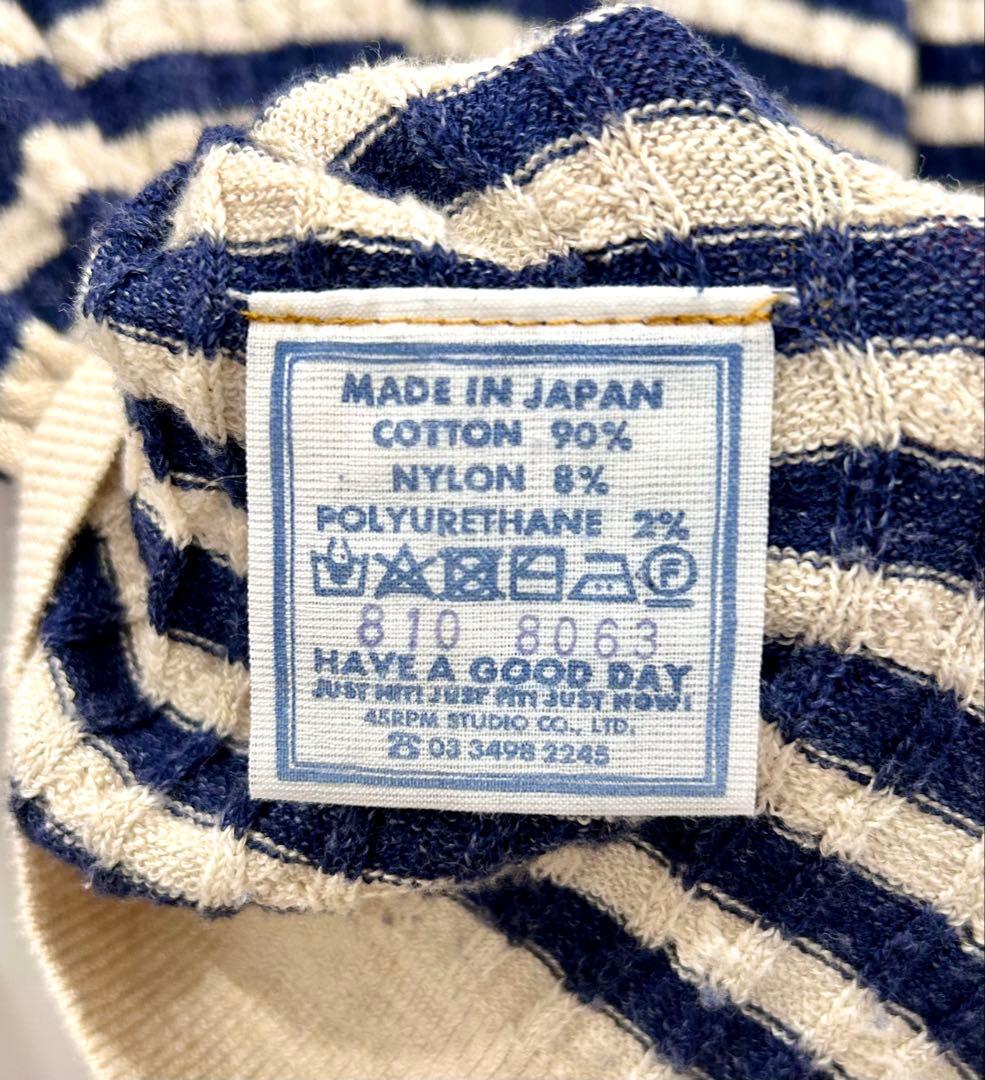 MADE IN JAPAN
COTTON 90%
NYLON 8%
POLYURETHANE 2%
F
810 8063
HAVE A GOOD DAY
JUST HIT! JUST FIT! JUST NOW!
45RPM STUDIO CO., LTD.
☎ 03 3498 2245